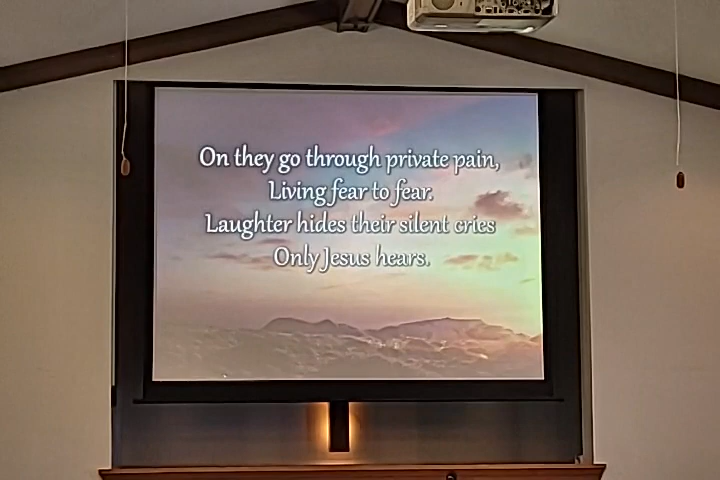 On they go through private pain,
Living fear to fear.
Laughter hides their silent cries
Only Jesus hears.